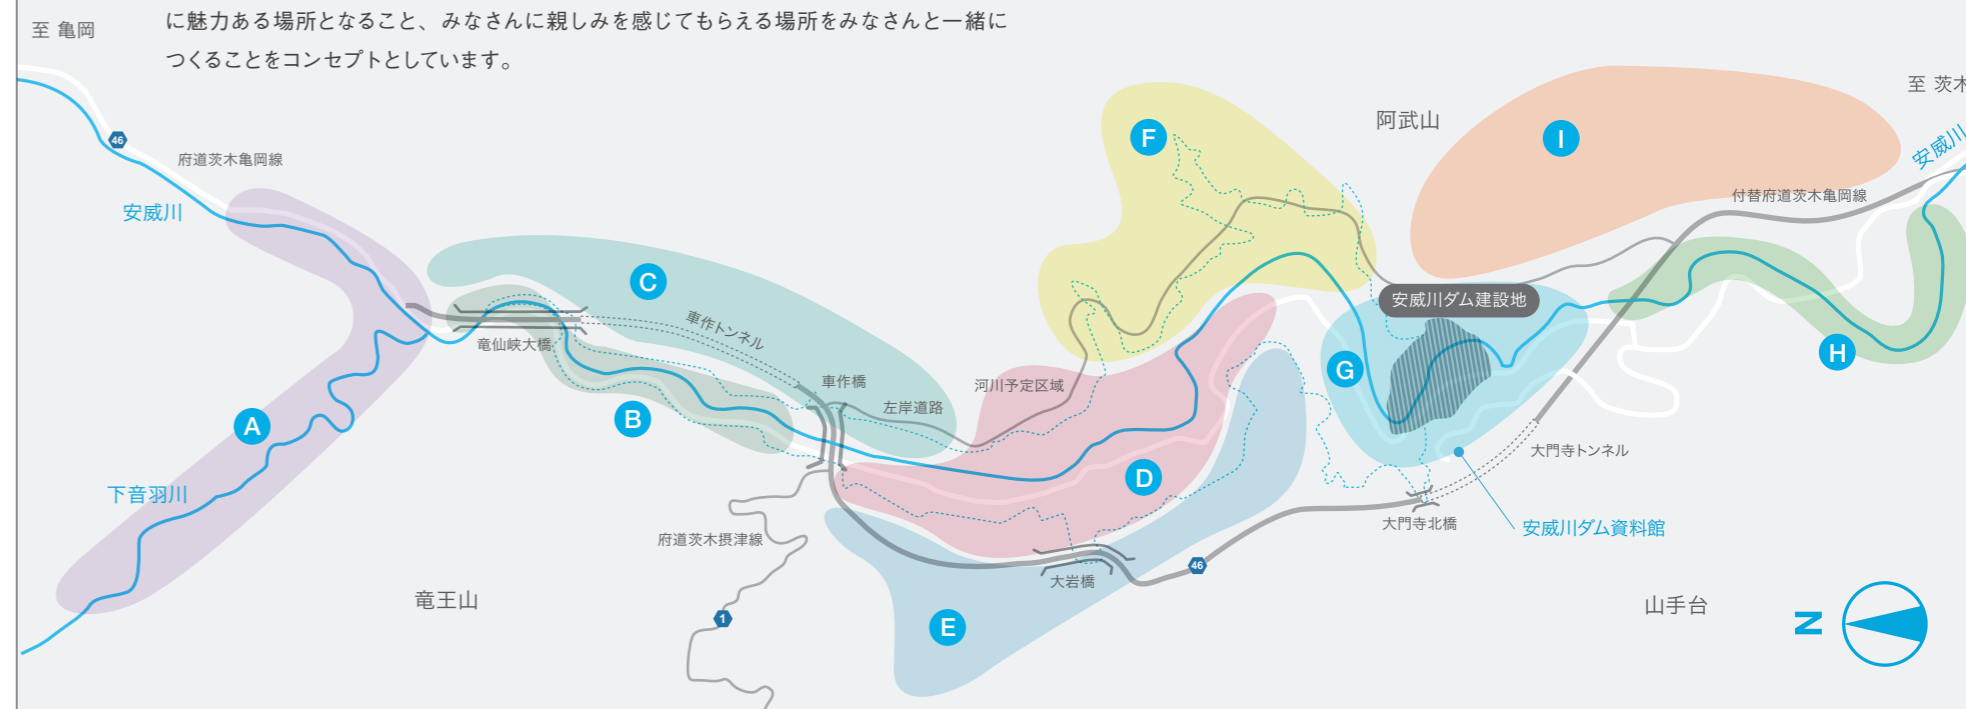 に魅力ある場所となること、みなさんに親しみを感じてもらえる場所をみなさんと一緒に
つくることをコンセプトとしています。
至 亀岡
至 茨木
阿武山
F
I
46
府道茨木亀岡線
安威川
安威川
付替府道茨木亀岡線
C
安威川ダム建設地
車作トンネル
竜仙峡大橋
H
G
車作橋
河川予定区域
左岸道路
B
A
大門寺トンネル
D
下音羽川
大門寺北橋
安威川ダム資料館
府道茨木摂津線
46
大岩橋
竜王山
山手台
1
E
N